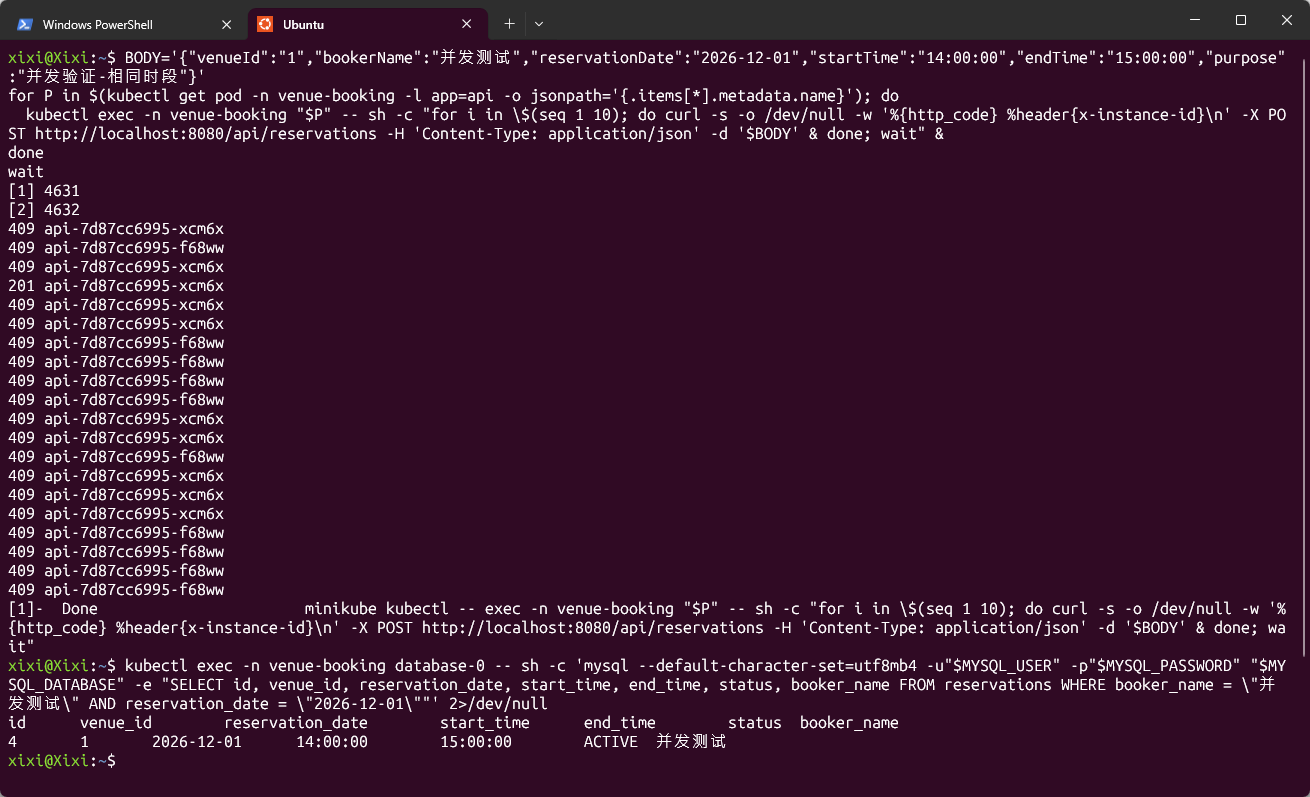 Windows PowerShell
Ubuntu
xixi@Xixi:~$ BODY='{"venueId":"1","bookerName":"并发测试","reservationDate":"2026-12-01","startTime":"14:00:00","endTime":"15:00:00","purpose"
:"并发验证-相同时段"}'
for P in $(kubectl get pod -n venue-booking -l app=api -o jsonpath='{.items[*].metadata.name}'); do
  kubectl exec -n venue-booking "$P" -- sh -c "for i in \$(seq 1 10); do curl -s -o /dev/null -w '%{http_code} %header{x-instance-id}\n' -X PO
ST http://localhost:8080/api/reservations -H 'Content-Type: application/json' -d '$BODY' & done; wait" &
done
wait
[1] 4631
[2] 4632
409 api-7d87cc6995-xcm6x
409 api-7d87cc6995-f68ww
409 api-7d87cc6995-xcm6x
201 api-7d87cc6995-xcm6x
409 api-7d87cc6995-xcm6x
409 api-7d87cc6995-xcm6x
409 api-7d87cc6995-f68ww
409 api-7d87cc6995-f68ww
409 api-7d87cc6995-f68ww
409 api-7d87cc6995-f68ww
409 api-7d87cc6995-xcm6x
409 api-7d87cc6995-xcm6x
409 api-7d87cc6995-f68ww
409 api-7d87cc6995-xcm6x
409 api-7d87cc6995-xcm6x
409 api-7d87cc6995-xcm6x
409 api-7d87cc6995-f68ww
409 api-7d87cc6995-f68ww
409 api-7d87cc6995-f68ww
409 api-7d87cc6995-f68ww
[1]-  Done                    minikube kubectl -- exec -n venue-booking "$P" -- sh -c "for i in \$(seq 1 10); do curl -s -o /dev/null -w '%
{http_code} %header{x-instance-id}\n' -X POST http://localhost:8080/api/reservations -H 'Content-Type: application/json' -d '$BODY' & done; wa
it"
xixi@Xixi:~$ kubectl exec -n venue-booking database-0 -- sh -c 'mysql --default-character-set=utf8mb4 -u"$MYSQL_USER" -p"$MYSQL_PASSWORD" "$MY
SQL_DATABASE" -e "SELECT id, venue_id, reservation_date, start_time, end_time, status, booker_name FROM reservations WHERE booker_name = \"并
发测试\" AND reservation_date = \"2026-12-01\""' 2>/dev/null
id      venue_id        reservation_date        start_time      end_time        status  booker_name
4       1       2026-12-01      14:00:00        15:00:00        ACTIVE  并发测试
xixi@Xixi:~$